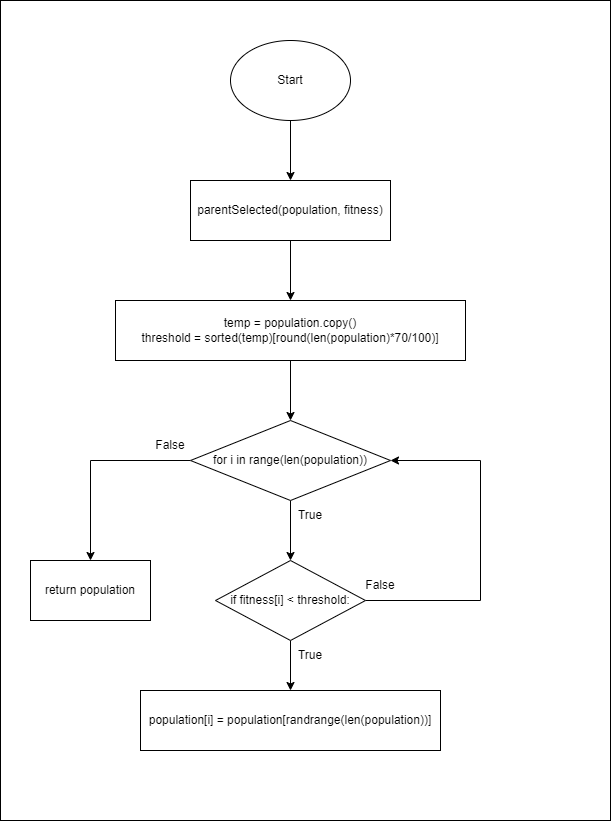 Start
parentSelected(population, fitness)
temp = population.copy()
threshold = sorted(temp)[round(len(population)*70/100)]
for i in range(len(population))
False
True
return population
if fitness[i] < threshold:
False
True
population[i] = population[randrange(len(population))]